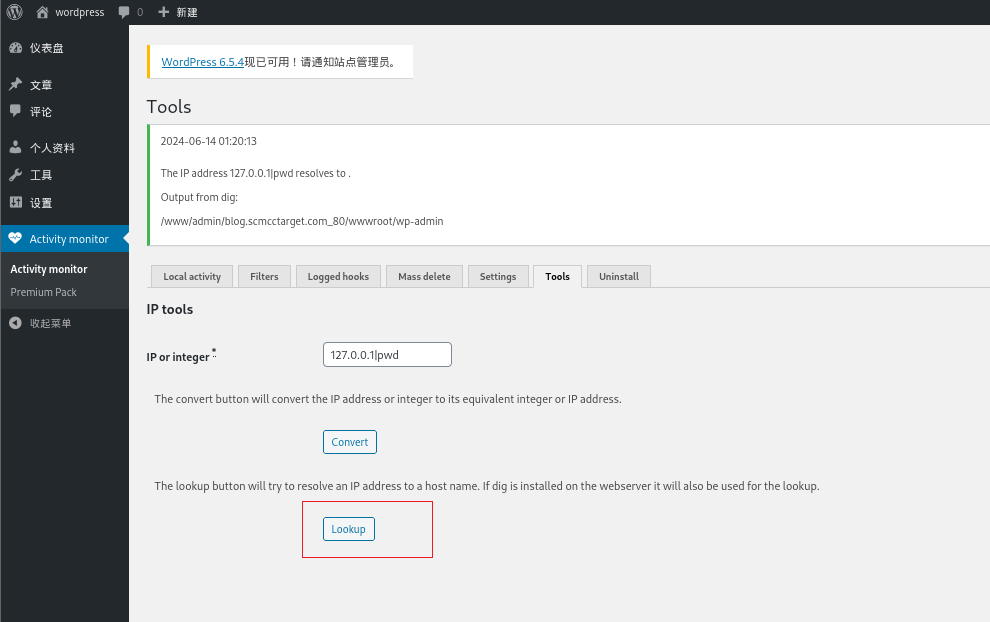 wordpress 0 新建
仪表盘
文章
评论
个人资料
工具
设置
Activity monitor
Activity monitor
Premium Pack
收起菜单
WordPress 6.5.4现已可用！请通知站点管理员。
Tools
2024-06-14 01:20:13
The IP address 127.0.0.1|pwd resolves to .
Output from dig:
/www/admin/blog.scmcctarget.com_80/wwwroot/wp-admin
Local activity Filters Logged hooks Mass delete Settings Tools Uninstall
IP tools
IP or integer * 127.0.0.1|pwd
The convert button will convert the IP address or integer to its equivalent integer or IP address.
Convert
The lookup button will try to resolve an IP address to a host name. If dig is installed on the webserver it will also be used for the lookup.
Lookup